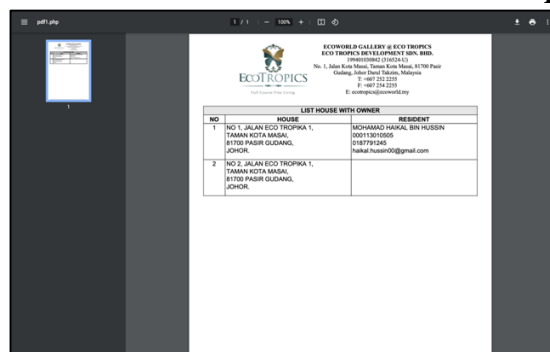 pdf1.php
1 / 1
100%
1
ECOTROPICS
ECOWORLD GALLERY @ ECO TROPICS
ECO TROPICS DEVELOPMENT SDN. BHD.
199401030842 (316524-U)
No. 1, Jalan Kota Masai, Taman Kota Masai, 81700 Pasir
Gudang, Johor Darul Takzim, Malaysia
T: +607 252 2255
F: +607 254 2255
E: ecotropics@ecoworld.my
LIST HOUSE WITH OWNER
NO HOUSE RESIDENT
1 NO 1, JALAN ECO TROPIKA 1, MOHAMAD HAIKAL BIN HUSSIN
TAMAN KOTA MASAI, 000113010505
81700 PASIR GUDANG, 0187791245
JOHOR. haikal.hussin00@gmail.com
2 NO 2, JALAN ECO TROPIKA 1,
TAMAN KOTA MASAI,
81700 PASIR GUDANG,
JOHOR.